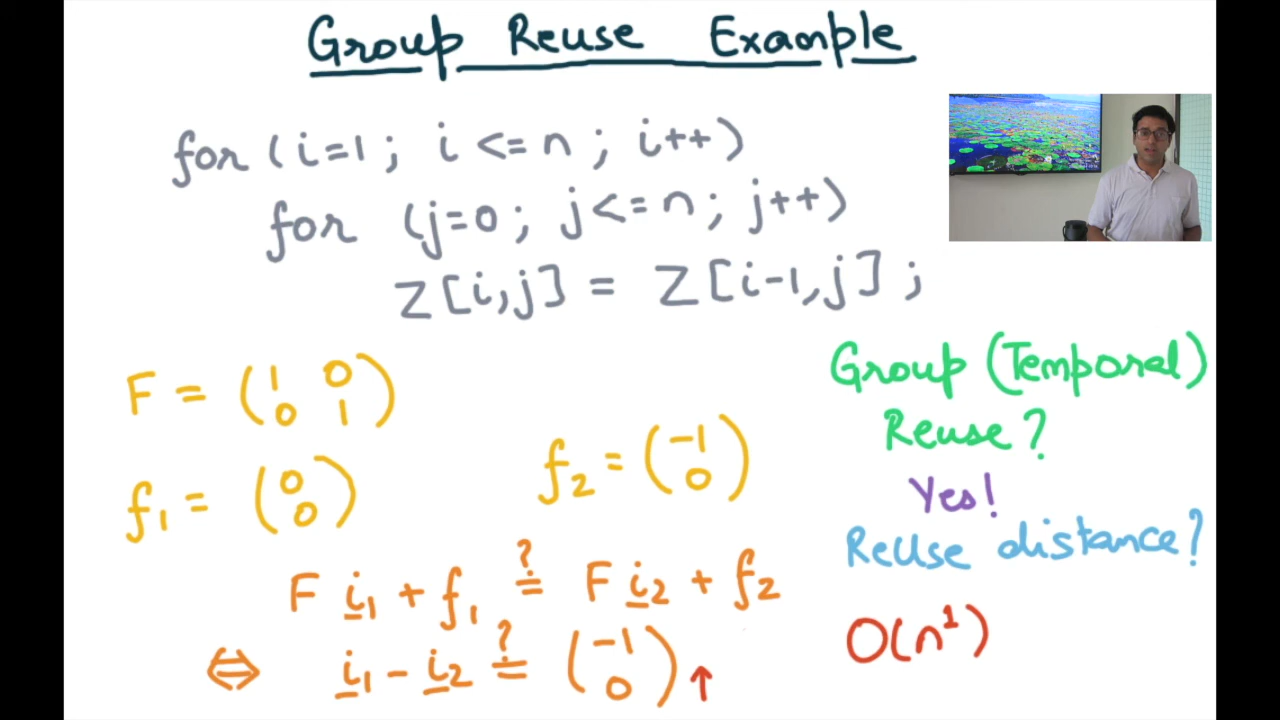 Group Reuse Example
for (i=1; i <= n; i++)
for (j=0; j<=n; j++)
Z[i,j] = Z[i-1,j];
F = (1 0
0 1)
f₁ = (0
0)
f₂ = (-1
0)
F i₁ + f₁ ≟ F i₂ + f₂
⇔ i₁ - i₂ ≟ (-1
0) ↑
Group (Temporal)
Reuse?
Yes!
Reuse distance?
O(n¹)